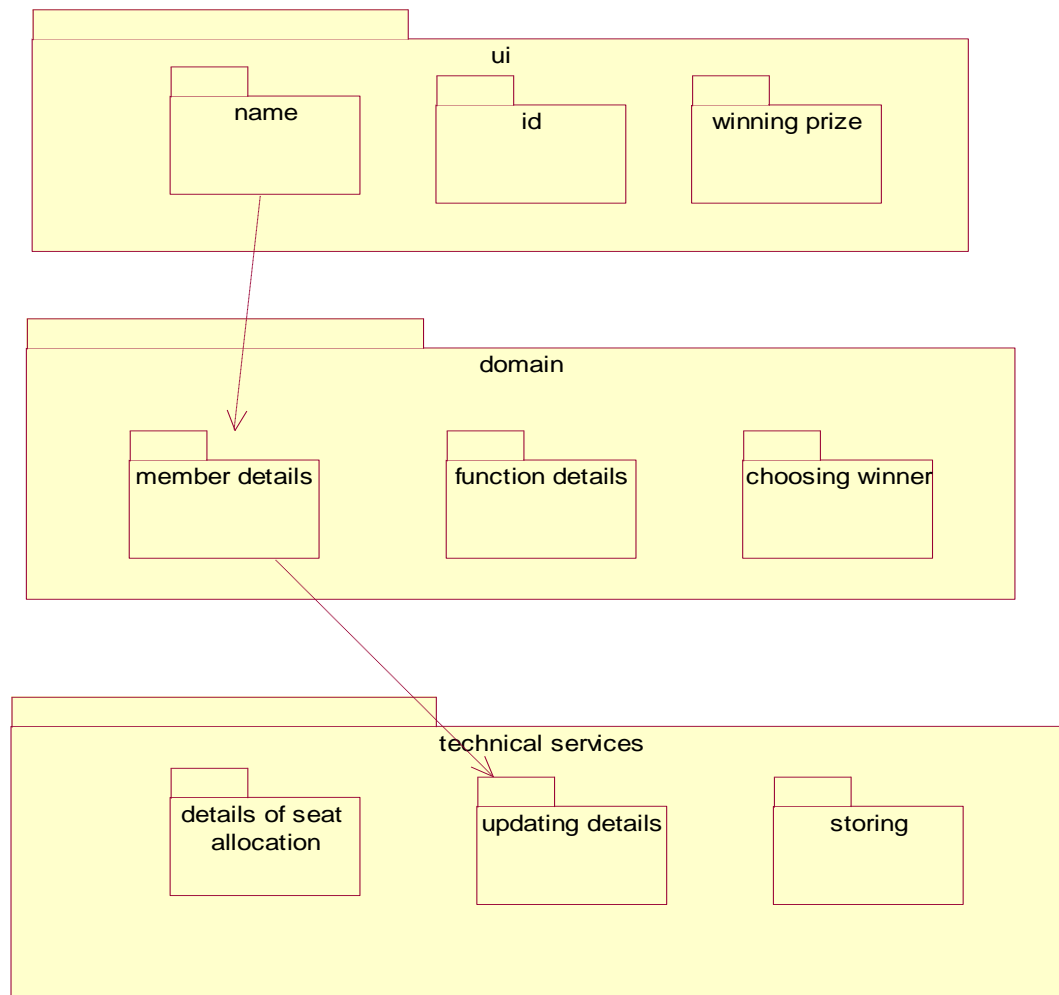 ui
name
id
winning prize
domain
member details
function details
choosing winner
technical services
details of seat
allocation
updating details
storing